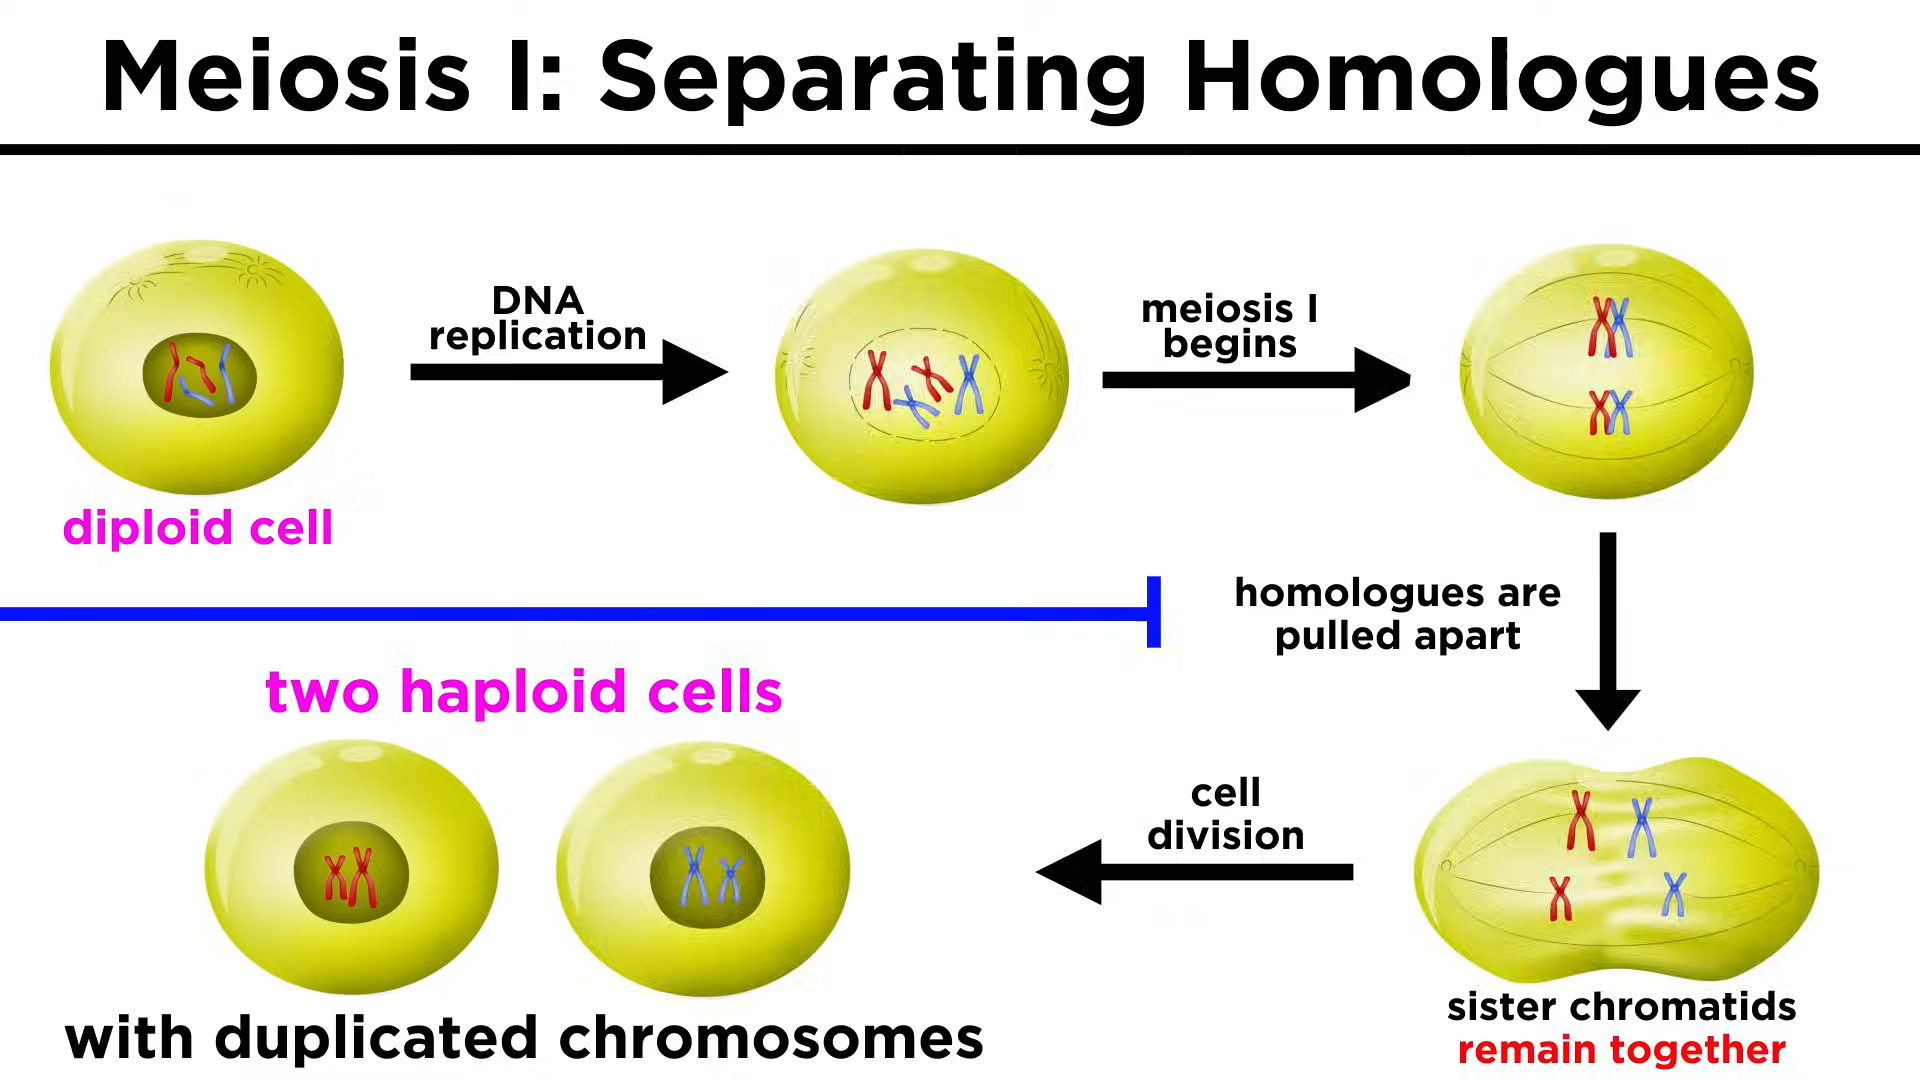 Meiosis I: Separating Homologues
DNA
replication
meiosis I
begins
diploid cell
homologues are
pulled apart
two haploid cells
cell
division
sister chromatids
remain together
with duplicated chromosomes